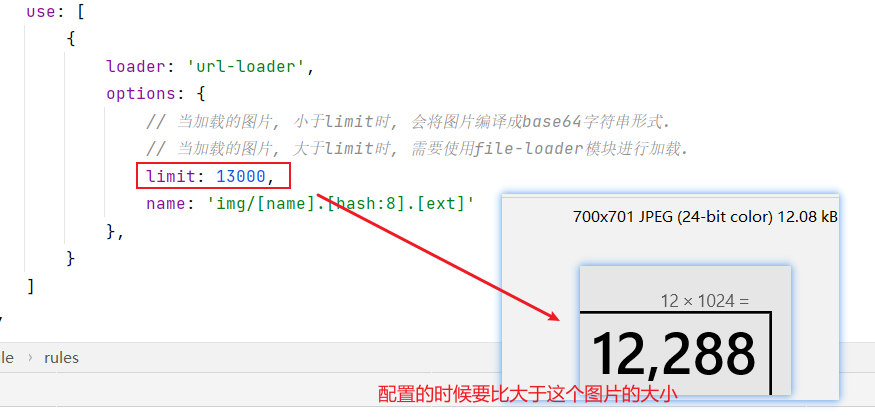 use: [
{
loader: 'url-loader',
options: {
// 当加载的图片, 小于limit时, 会将图片编译成base64字符串形式.
// 当加载的图片, 大于limit时, 需要使用file-loader模块进行加载.
limit: 13000,
name: 'img/[name].[hash:8].[ext]'
},
}
]
700x701 JPEG (24-bit color) 12.08 kB
12 × 1024 =
12,288
le › rules
配置的时候要比大于这个图片的大小